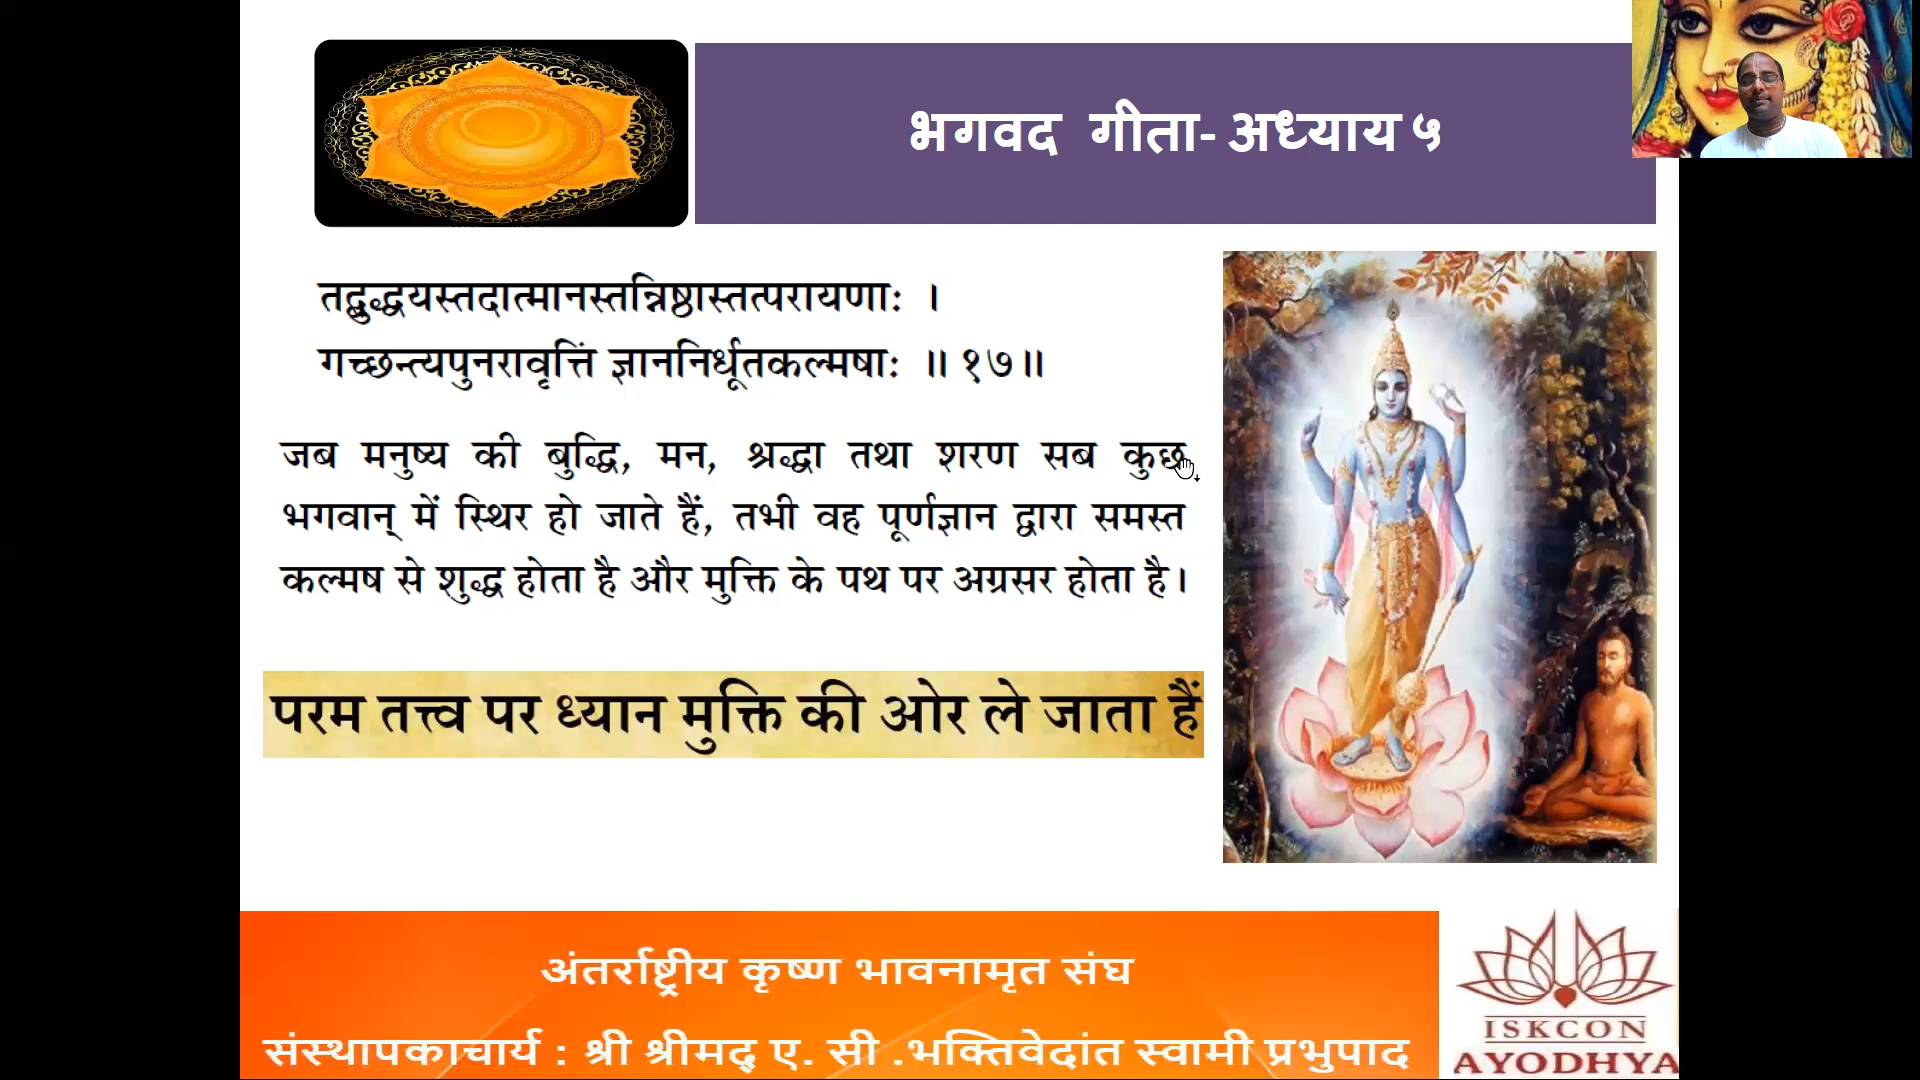 भगवद गीता- अध्याय ५
तद्बुद्धयस्तदात्मानस्तन्निष्ठास्तत्परायणाः ।
गच्छन्त्यपुनरावृत्तिं ज्ञाननिर्धूतकल्मषाः ॥ १७॥
जब मनुष्य की बुद्धि, मन, श्रद्धा तथा शरण सब कुछ
भगवान् में स्थिर हो जाते हैं, तभी वह पूर्णज्ञान द्वारा समस्त
कल्मष से शुद्ध होता है और मुक्ति के पथ पर अग्रसर होता है।
परम तत्त्व पर ध्यान मुक्ति की ओर ले जाता हैं
अंतर्राष्ट्रीय कृष्ण भावनामृत संघ
संस्थापकाचार्य : श्री श्रीमद् ए. सी .भक्तिवेदांत स्वामी प्रभुपाद
ISKCON
AYODHYA